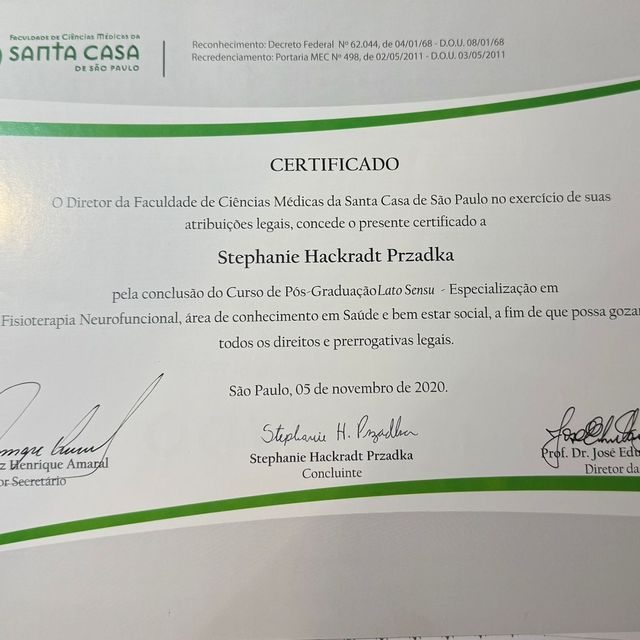 FACULDADE DE CIÊNCIAS MÉDICAS DA
SANTA CASA
DE SÃO PAULO
Reconhecimento: Decreto Federal Nº 62.044, de 04/01/68 - D.O.U. 08/01/68
Recredenciamento: Portaria MEC Nº 498, de 02/05/2011 - D.O.U. 03/05/2011
CERTIFICADO
O Diretor da Faculdade de Ciências Médicas da Santa Casa de São Paulo no exercício de suas
atribuições legais, concede o presente certificado a
Stephanie Hackradt Przadka
pela conclusão do Curso de Pós-Graduação Lato Sensu - Especialização em
Fisioterapia Neurofuncional, área de conhecimento em Saúde e bem estar social, a fim de que possa gozar
todos os direitos e prerrogativas legais.
São Paulo, 05 de novembro de 2020.
Stephanie H. Przadka
z Henrique Amaral
or Secretário
Stephanie Hackradt Przadka
Concluinte
Prof. Dr. José Edu
Diretor da